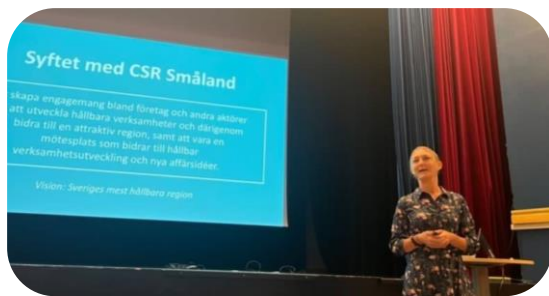 Syftet med CSR Småland
skapa engagemang bland företag och andra aktörer
att utveckla hållbara verksamheter och därigenom
bidra till en attraktiv region, samt att vara en
mötesplats som bidrar till hållbar
verksamhetsutveckling och nya affärsidéer.
Vision: Sveriges mest hållbara region